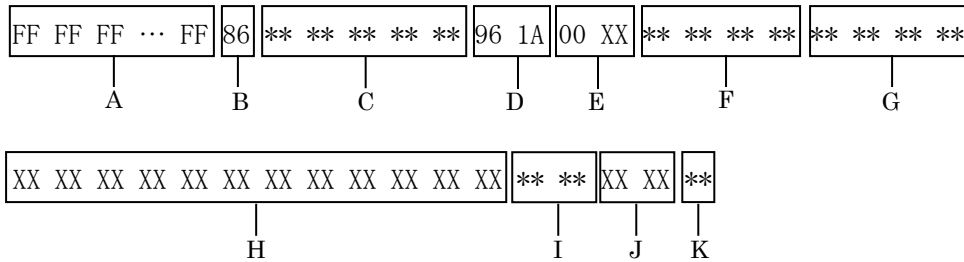 FF FF FF … FF 86 ** ** ** ** ** 96 1A 00 XX ** ** ** ** ** ** ** **
A B C D E F G
XX XX XX XX XX XX XX XX XX XX XX XX ** ** XX XX **
H I J K